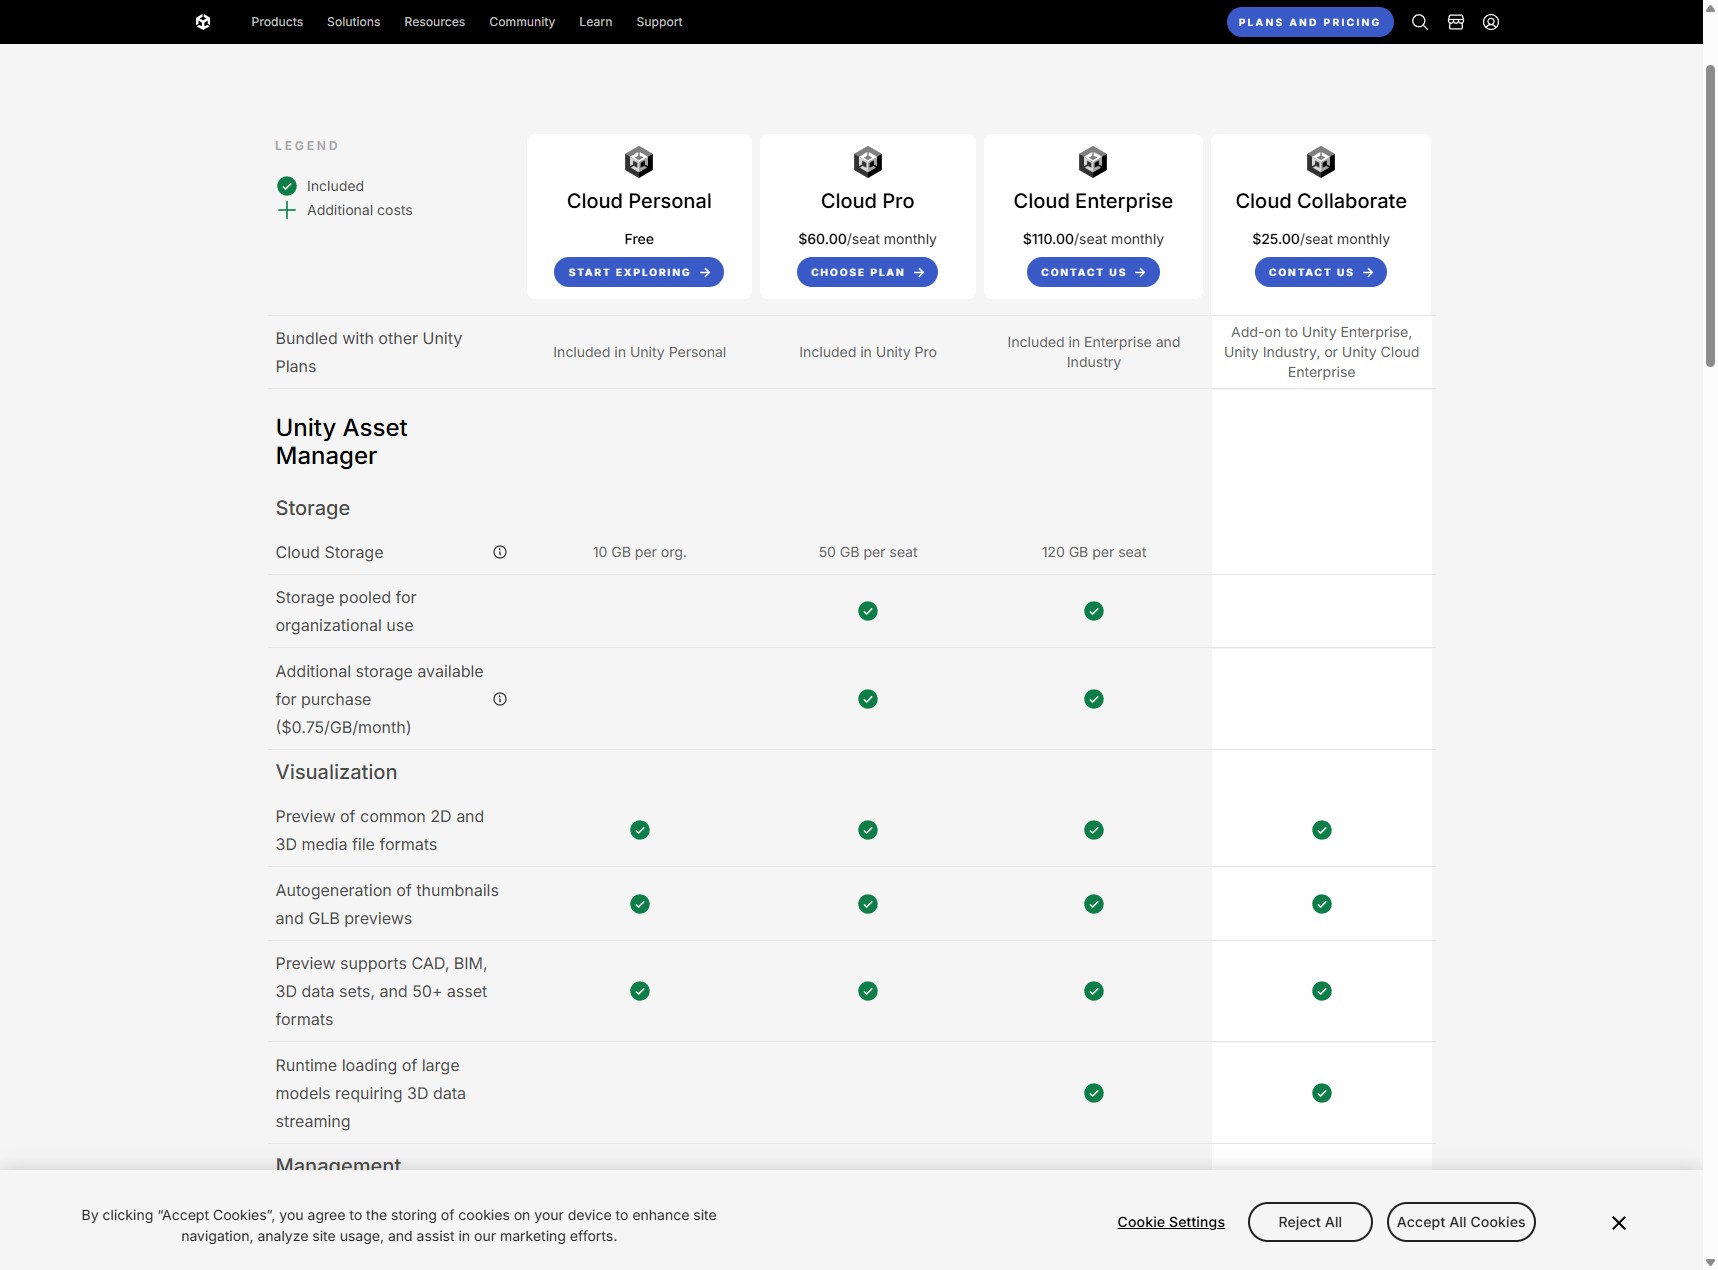 Products Solutions Resources Community Learn Support PLANS AND PRICING
LEGEND
Included
Additional costs
Cloud Personal
Free
START EXPLORING
Cloud Pro
$60.00/seat monthly
CHOOSE PLAN
Cloud Enterprise
$110.00/seat monthly
CONTACT US
Cloud Collaborate
$25.00/seat monthly
CONTACT US
Bundled with other Unity
Plans
Included in Unity Personal
Included in Unity Pro
Included in Enterprise and
Industry
Add-on to Unity Enterprise,
Unity Industry, or Unity Cloud
Enterprise
Unity Asset
Manager
Storage
Cloud Storage
10 GB per org.
50 GB per seat
120 GB per seat
Storage pooled for
organizational use
Additional storage available
for purchase
($0.75/GB/month)
Visualization
Preview of common 2D and
3D media file formats
Autogeneration of thumbnails
and GLB previews
Preview supports CAD, BIM,
3D data sets, and 50+ asset
formats
Runtime loading of large
models requiring 3D data
streaming
Management
By clicking “Accept Cookies”, you agree to the storing of cookies on your device to enhance site
navigation, analyze site usage, and assist in our marketing efforts.
Cookie Settings
Reject All
Accept All Cookies